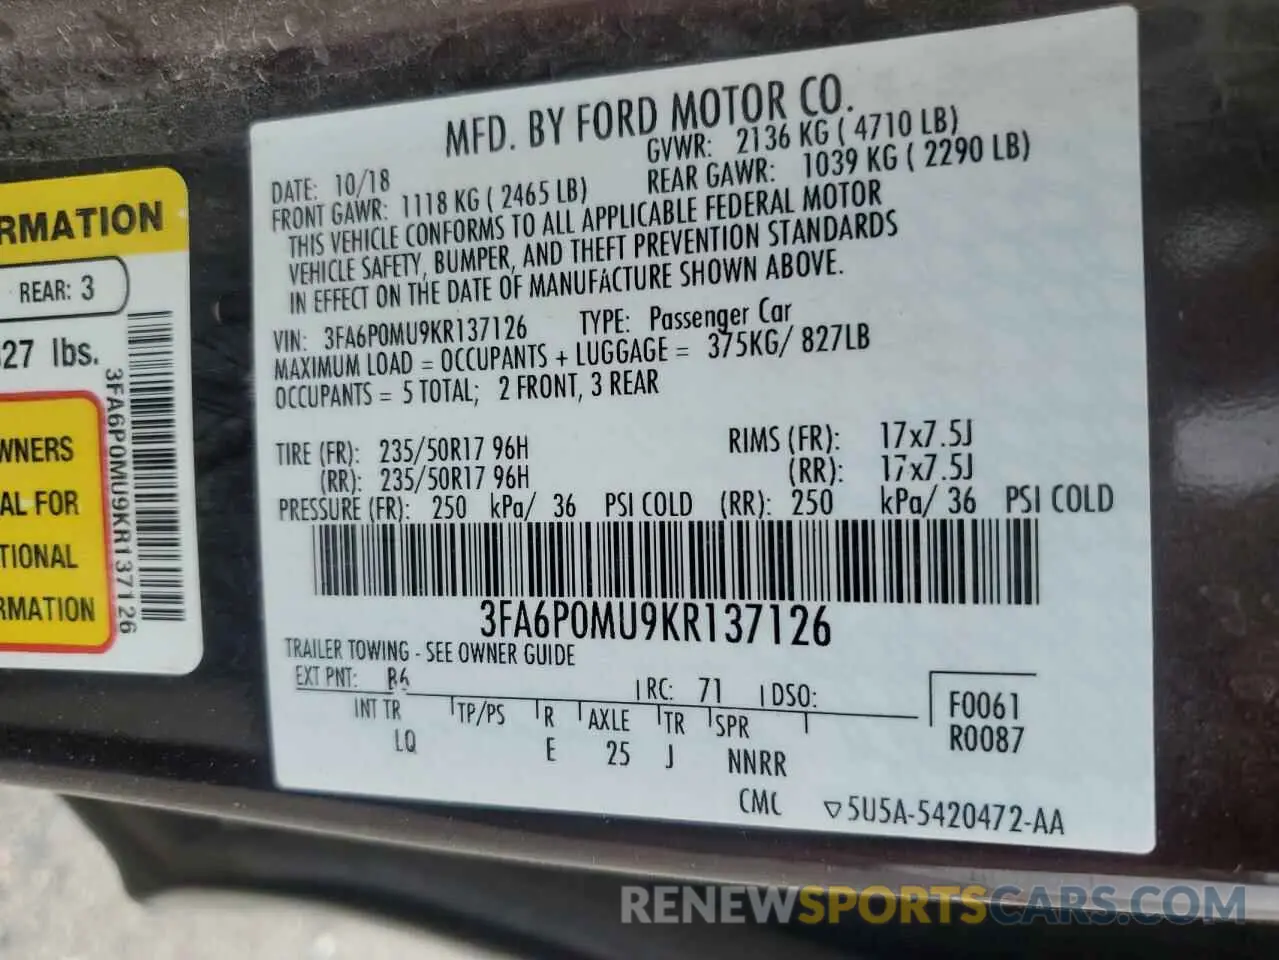 MFD. BY FORD MOTOR CO.
DATE: 10/18
GVWR: 2136 KG ( 4710 LB)
FRONT GAWR: 1118 KG ( 2465 LB)
REAR GAWR: 1039 KG ( 2290 LB)
THIS VEHICLE CONFORMS TO ALL APPLICABLE FEDERAL MOTOR
VEHICLE SAFETY, BUMPER, AND THEFT PREVENTION STANDARDS
IN EFFECT ON THE DATE OF MANUFACTURE SHOWN ABOVE.
VIN: 3FA6P0MU9KR137126 TYPE: Passenger Car
MAXIMUM LOAD = OCCUPANTS + LUGGAGE = 375KG/ 827LB
OCCUPANTS = 5 TOTAL; 2 FRONT, 3 REAR
TIRE (FR): 235/50R17 96H RIMS (FR): 17x7.5J
(RR): 235/50R17 96H (RR): 17x7.5J
PRESSURE (FR): 250 kPa/ 36 PSI COLD (RR): 250 kPa/ 36 PSI COLD
3FA6P0MU9KR137126
TRAILER TOWING - SEE OWNER GUIDE
EXT PNT: R6 RC: 71 DSO:
INT TR TP/PS R AXLE TR SPR
LQ E 25 J NNRR
F0061
R0087
CMC ▽5U5A-5420472-AA
RMATION
REAR: 3
27 lbs.
3FA6P0MU9KR137126
WNERS
AL FOR
TIONAL
RMATION
RENEWSPORTSCARS.COM